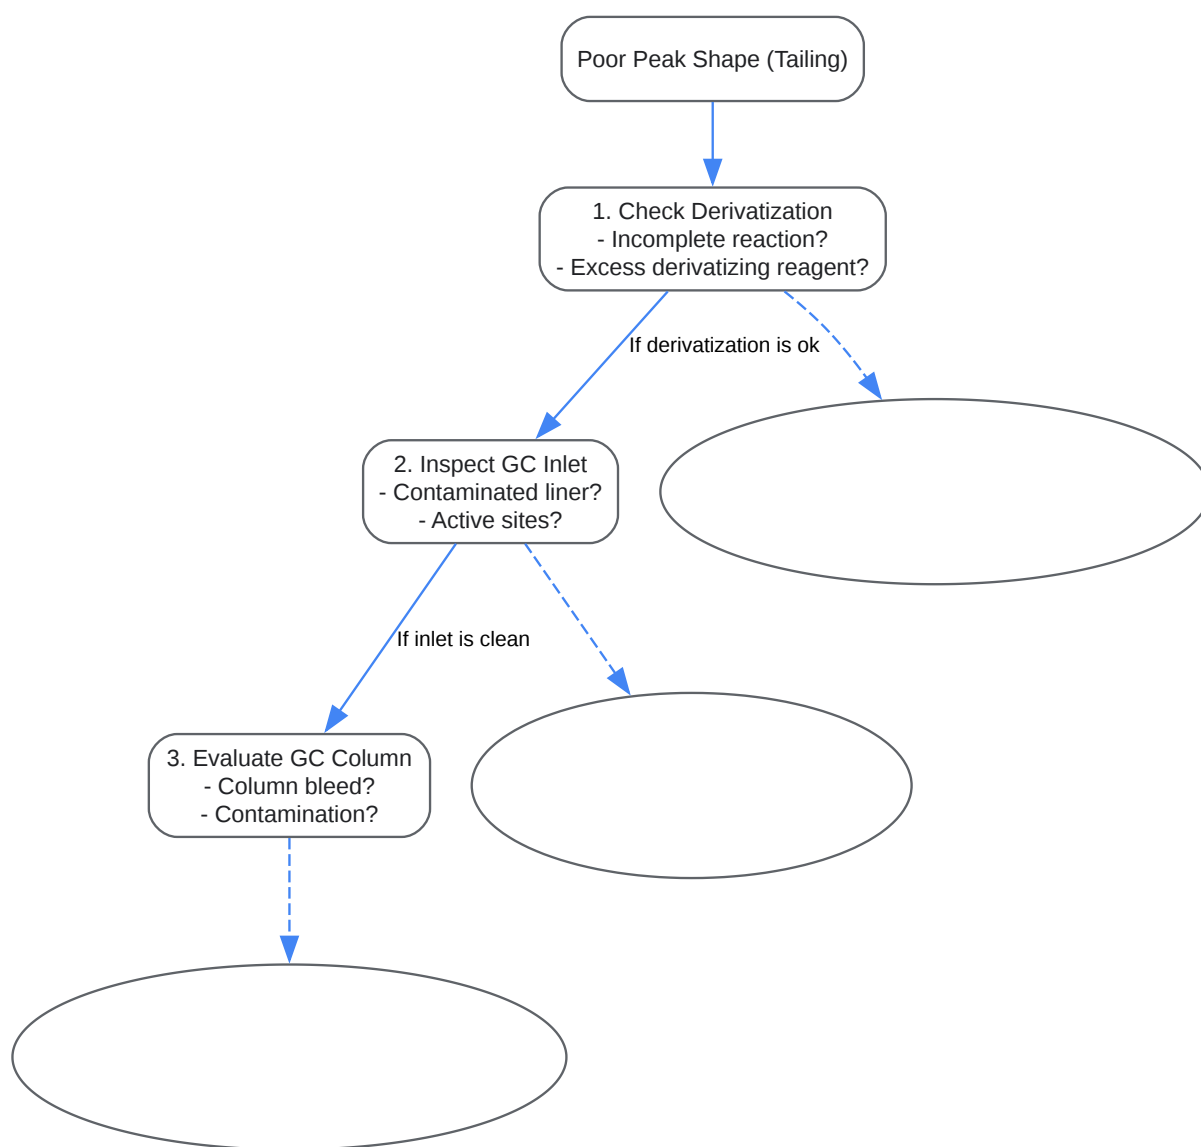 Poor Peak Shape (Tailing)
1. Check Derivatization
- Incomplete reaction?
- Excess derivatizing reagent?
If derivatization is ok
2. Inspect GC Inlet
- Contaminated liner?
- Active sites?
If inlet is clean
3. Evaluate GC Column
- Column bleed?
- Contamination?